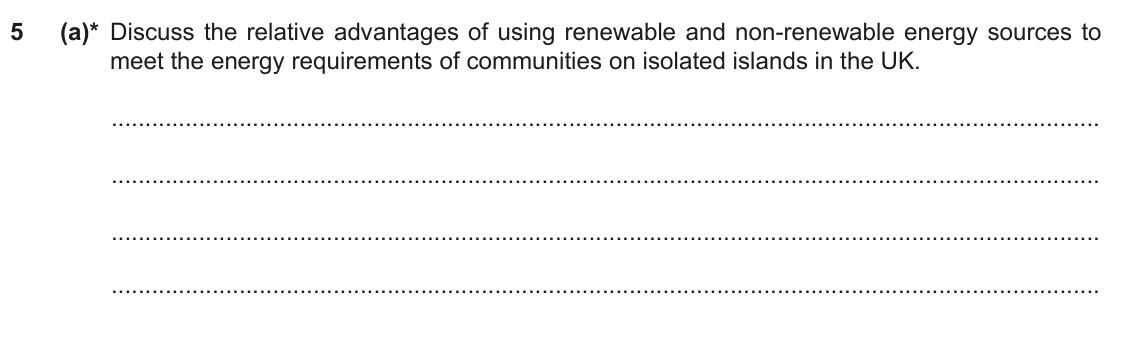 5 (a)* Discuss the relative advantages of using renewable and non-renewable energy sources to
meet the energy requirements of communities on isolated islands in the UK.